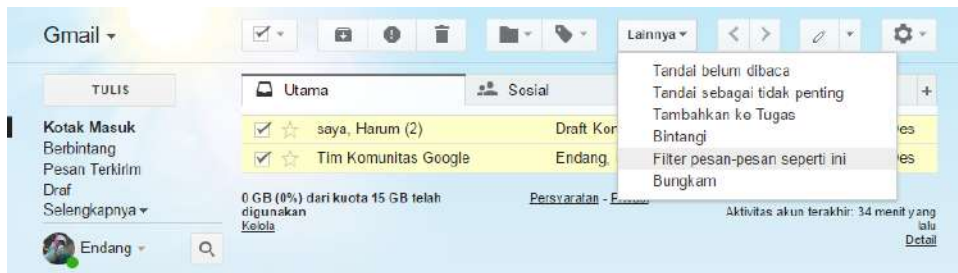 Gmail
Lainnya
TULIS
Utama
Sosial
Tandai belum dibaca
Tandai sebagai tidak penting
Tambahkan ke Tugas
Bintangi
Filter pesan-pesan seperti ini
Bungkam
Kotak Masuk
Berbintang
Pesan Terkirim
Draf
Selengkapnya
saya, Harum (2)
Draft Kor
Des
Tim Komunitas Google
Endang,
Des
0 GB (0%) dari kuota 15 GB telah
digunakan
Kelola
Persyaratan -
Aktivitas akun terakhir: 34 menit yang
lalu
Detail
Endang